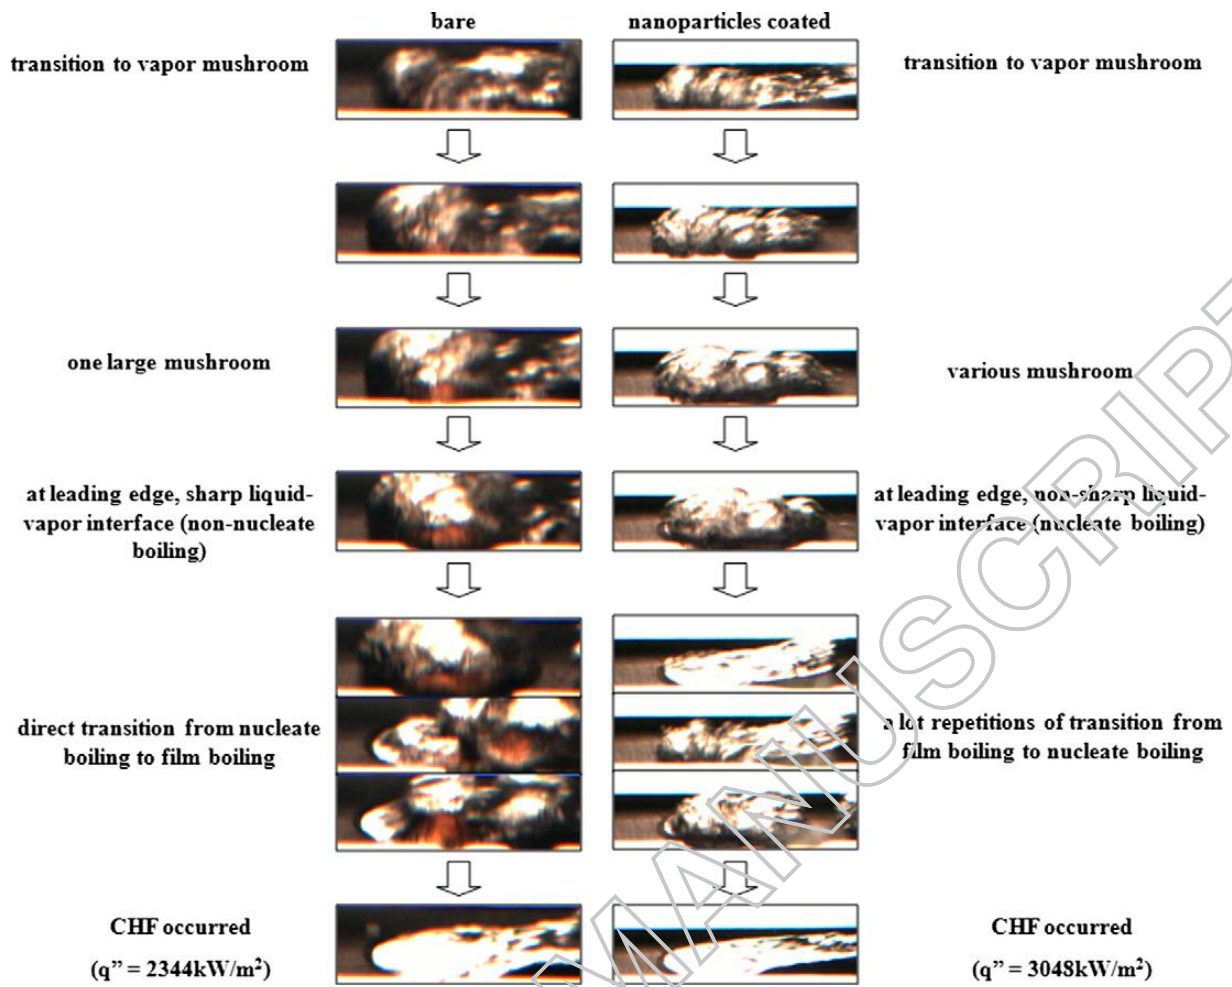 bare
nanoparticles coated
transition to vapor mushroom
transition to vapor mushroom
one large mushroom
various mushroom
at leading edge, sharp liquid-
vapor interface (non-nucleate
boiling)
at leading edge, non-sharp liquid-
vapor interface (nucleate boiling)
direct transition from nucleate
boiling to film boiling
a lot repetitions of transition from
film boiling to nucleate boiling
CHF occurred
(q” = 2344kW/m²)
CHF occurred
(q” = 3048kW/m²)
MANUSCRIPT